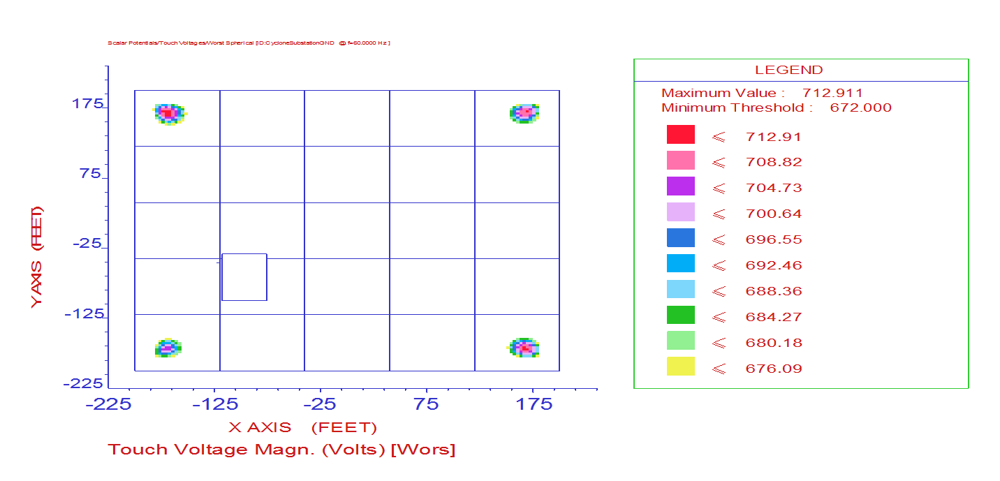 Scalar Potentials/Touch Voltages/Worst Spherical [ID:CycloneSubstationGND @ f=60.0000 Hz ]
175
75
-25
-125
-225
Y AXIS (FEET)
-225 -125 -25 75 175
X AXIS (FEET)
Touch Voltage Magn. (Volts) [Wors]
LEGEND
Maximum Value : 712.911
Minimum Threshold : 672.000
⩽ 712.91
⩽ 708.82
⩽ 704.73
⩽ 700.64
⩽ 696.55
⩽ 692.46
⩽ 688.36
⩽ 684.27
⩽ 680.18
⩽ 676.09